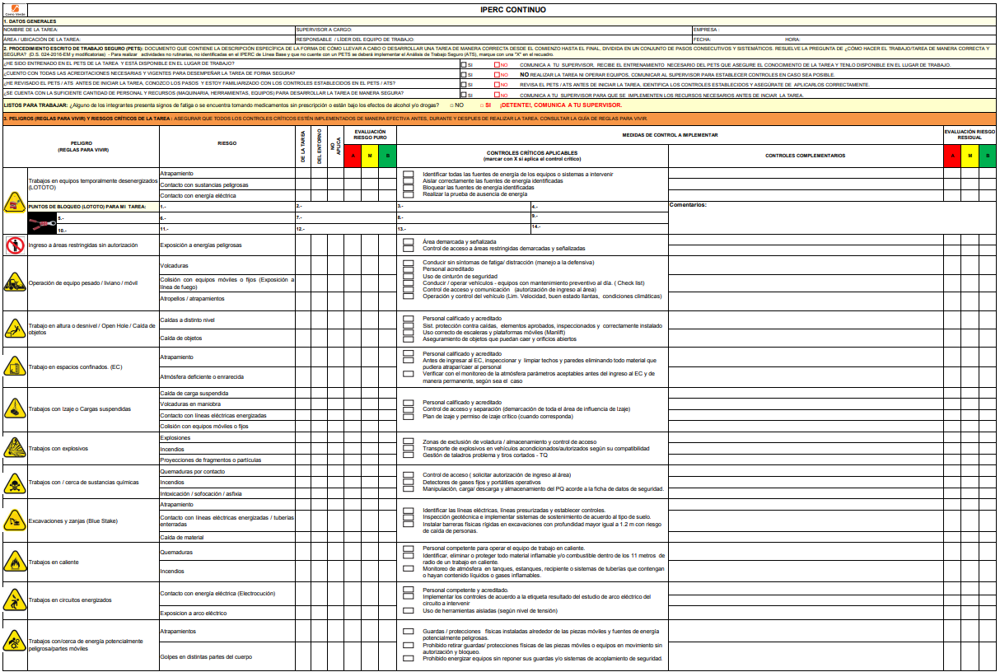 Cerro Verde
IPERC CONTINUO
1. DATOS GENERALES
NOMBRE DE LA TAREA: SUPERVISOR A CARGO: EMPRESA :
ÁREA / UBICACIÓN DE LA TAREA: RESPONSABLE / LÍDER DEL EQUIPO DE TRABAJO: FECHA: HORA:
2. PROCEDIMIENTO ESCRITO DE TRABAJO SEGURO (PETS): DOCUMENTO QUE CONTIENE LA DESCRIPCIÓN ESPECÍFICA DE LA FORMA DE CÓMO LLEVAR A CABO O DESARROLLAR UNA TAREA DE MANERA CORRECTA DESDE EL COMIENZO HASTA EL FINAL, DIVIDIDA EN UN CONJUNTO DE PASOS CONSECUTIVOS Y SISTEMÁTICOS. RESUELVE LA PREGUNTA DE ¿CÓMO HACER EL TRABAJO/TAREA DE MANERA CORRECTA Y
SEGURA? (D.S. 024-2016-EM y modificatorias) - Para realizar actividades no rutinarias, no identificadas en el IPERC de Línea Base y que no cuente con un PETS se deberá implementar el Análisis de Trabajo Seguro (ATS), marque con una "X" en el recuadro.
¿HE SIDO ENTRENADO EN EL PETS DE LA TAREA Y ESTÁ DISPONIBLE EN EL LUGAR DE TRABAJO? SI NO COMUNICA A TU SUPERVISOR, RECIBE EL ENTRENAMIENTO NECESARIO DEL PETS QUE ASEGURE EL CONOCIMIENTO DE LA TAREA Y TENLO DISPONIBLE EN EL LUGAR DE TRABAJO.
¿CUENTO CON TODAS LAS ACREDITACIONES NECESARIAS Y VIGENTES PARA DESEMPEÑAR LA TAREA DE FORMA SEGURA? SI NO NO REALIZAR LA TAREA NI OPERAR EQUIPOS, COMUNICAR AL SUPERVISOR PARA ESTABLECER CONTROLES EN CASO SEA POSIBLE.
¿HE REVISADO EL PETS / ATS ANTES DE INICIAR LA TAREA, CONOZCO LOS PASOS Y ESTOY FAMILIARIZADO CON LOS CONTROLES ESTABLECIDOS EN EL PETS / ATS? SI NO REVISA EL PETS / ATS ANTES DE INICIAR LA TAREA, IDENTIFICA LOS CONTROLES ESTABLECIDOS Y ASEGÚRATE DE APLICARLOS CORRECTAMENTE.
¿SE CUENTA CON LA SUFICIENTE CANTIDAD DE PERSONAL Y RECURSOS (MAQUINARIA, HERRAMIENTAS, EQUIPOS) PARA DESARROLLAR LA TAREA DE MANERA SEGURA? SI NO COMUNICA A TU SUPERVISOR PARA QUE SE IMPLEMENTEN LOS RECURSOS NECESARIOS ANTES DE INCIAR LA TAREA.
LISTOS PARA TRABAJAR: ¿Alguno de los integrantes presenta signos de fatiga o se encuentra tomando medicamentos sin prescripción o están bajo los efectos de alcohol y/o drogas? □ NO □ SI ¡DETENTE!, COMUNICA A TU SUPERVISOR.
3. PELIGROS (REGLAS PARA VIVIR) Y RIESGOS CRÍTICOS DE LA TAREA : ASEGURAR QUE TODOS LOS CONTROLES CRÍTICOS ESTÉN IMPLEMENTADOS DE MANERA EFECTIVA ANTES, DURANTE Y DESPUES DE REALIZAR LA TAREA. CONSULTAR LA GUÍA DE REGLAS PARA VIVIR
PELIGRO
(REGLAS PARA VIVIR)
RIESGO
DE LA TAREA
DEL ENTORNO
NO APLICA
EVALUACIÓN
RIESGO PURO
A M B
MEDIDAS DE CONTROL A IMPLEMENTAR
CONTROLES CRÍTICOS APLICABLES
(marcar con X si aplica el control crítico)
CONTROLES COMPLEMENTARIOS
EVALUACIÓN RIESGO
RESIDUAL
A M B
Trabajos en equipos temporalmente desenergizados
(LOTOTO)
Atrapamiento
Contacto con sustancias peligrosas
Contacto con energía eléctrica
Identificar todas las fuentes de energía de los equipos o sistemas a intervenir
Aislar correctamente las fuentes de energía identificadas
Bloquear las fuentes de energía identificadas
Realizar la prueba de ausencia de energía
PUNTOS DE BLOQUEO (LOTOTO) PARA MI TAREA: 1.- 2.- 3.- 4.-
Comentarios:
5.- 6.- 7.- 8.- 9.-
10.- 11.- 12.- 13.- 14.-
Ingreso a áreas restringidas sin autorización
Exposición a energías peligrosas
Área demarcada y señalizada
Control de acceso a áreas restringidas demarcadas y señalizadas
Operación de equipo pesado / liviano / móvil
Volcaduras
Colisión con equipos móviles o fijos (Exposición a
línea de fuego)
Atropellos / atrapamientos
Conducir sin síntomas de fatiga/ distracción (manejo a la defensiva)
Personal acreditado
Uso de cinturón de seguridad
Conducir / operar vehículos - equipos con mantenimiento preventivo al día. ( Check list)
Control de acceso y comunicación (autorización de ingreso al área)
Operación y control del vehículo (Lim. Velocidad, buen estado llantas, condiciones climáticas)
Trabajo en altura o desnivel / Open Hole / Caída de
objetos
Caídas a distinto nivel
Caída de objetos
Personal calificado y acreditado
Sist. protección contra caídas, elementos aprobados, inspeccionados y correctamente instalado
Uso correcto de escaleras y plataformas móviles (Manlift)
Aseguramiento de objetos que puedan caer y orificios abiertos
Trabajo en espacios confinados. (EC)
Atrapamiento
Atmósfera deficiente o enrarecida
Personal calificado y acreditado
Antes de ingresar al EC, inspeccionar y limpiar techos y paredes eliminando todo material que
pudiera atrapar/caer al personal
Verificar con el monitoreo de la atmósfera parámetros aceptables antes del ingreso al EC y de
manera permanente, según sea el caso
Trabajos con Izaje o Cargas suspendidas
Caída de carga suspendida
Volcaduras en maniobra
Contacto con líneas eléctricas energizadas
Colisión con equipos móviles o fijos
Personal calificado y acreditado
Control de acceso y separación (demarcación de toda el área de influencia de Izaje)
Plan de izaje y permiso de izaje crítico (cuando corresponda)
Trabajos con explosivos
Explosiones
Incendios
Proyecciones de fragmentos o partículas
Zonas de exclusión de voladura / almacenamiento y control de acceso
Transporte de explosivos en vehículos acondicionados/autorizados según su compatibilidad
Gestión de taladros problema y tiros cortados - TQ
Trabajos con / cerca de sustancias químicas
Quemaduras por contacto
Incendios
Intoxicación / sofocación / asfixia
Control de acceso ( solicitar autorización de ingreso al área)
Detectores de gases fijos y portátiles operativos
Manipulación, carga/ descarga y almacenamiento del PQ acorde a la ficha de datos de seguridad.
Excavaciones y zanjas (Blue Stake)
Atrapamiento
Contacto con líneas eléctricas energizadas / tuberías
enterradas
Caída de material
Identificar las líneas eléctricas, líneas presurizadas y establecer controles.
Inspección geotécnica e implementar sistemas de sostenimiento de acuerdo al tipo de suelo.
Instalar barreras físicas rígidas en excavaciones con profundidad mayor igual a 1.2 m con riesgo
de caída de personas.
Trabajos en caliente
Quemaduras
Incendios
Personal competente para operar el equipo de trabajo en caliente.
Identificar, eliminar o proteger todo material inflamable y/o combustible dentro de los 11 metros de
radio de un trabajo en caliente.
Monitoreo de atmósfera en tanques, estanques, recipiente o sistemas de tuberías que contengan
o hayan contenido líquidos o gases inflamables.
Trabajos en circuitos energizados
Contacto con energía eléctrica (Electrocución)
Exposicion a arco eléctrico
Personal competente y acreditado.
Implementar los controles de acuerdo a la etiqueta resultado del estudio de arco eléctrico del
circuito a intervenir
Uso de herramientas aisladas (según nivel de tensión)
Trabajos con/cerca de energía potencialmente
peligrosa/partes móviles
Atrapamientos
Golpes en distintas partes del cuerpo
Guardas / protecciones físicas instaladas alrededor de las piezas móviles y fuentes de energía
potencialmente peligrosas.
Prohibido retirar guardas/ protecciones físicas de las piezas móviles o equipos en movimiento sin
autorización y bloqueo.
Prohibido energizar equipos sin reponer sus guardas y/o sistemas de acoplamiento de seguridad.